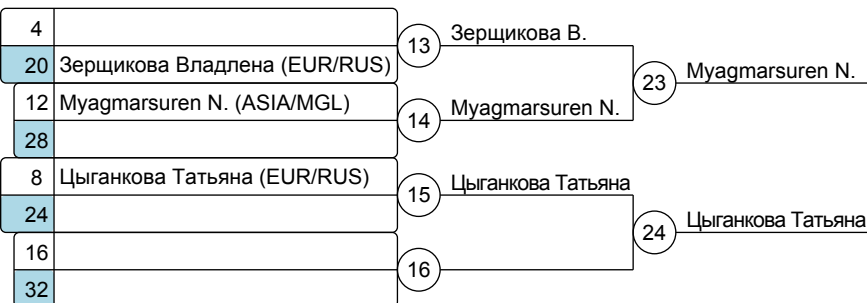 4
13 Зерщикова В.
20 Зерщикова Владлена (EUR/RUS)
23 Myagmarsuren N.
12 Myagmarsuren N. (ASIA/MGL)
14 Myagmarsuren N.
28
8 Цыганкова Татьяна (EUR/RUS)
15 Цыганкова Татьяна
24
24 Цыганкова Татьяна
16
16
32